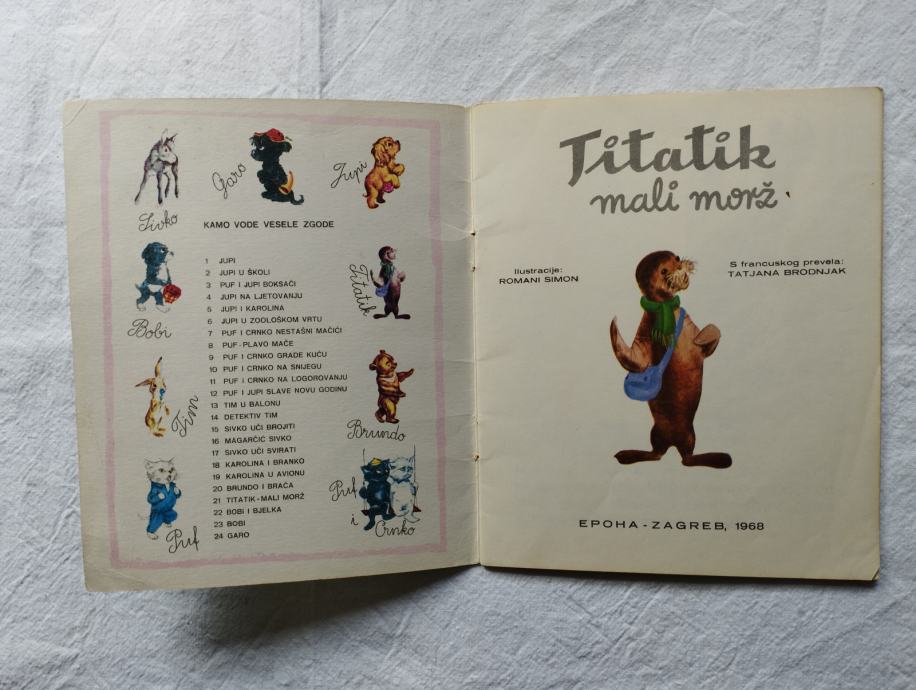 Sivko
Garo
Jupi
KAMO VODE VESELE ZGODE
Bobi
Titatik
Tim
Brundo
Puf
Puf
i
Crnko
1 JUPI
2 JUPI U ŠKOLI
3 PUF I JUPI BOKSAČI
4 JUPI NA LJETOVANJU
5 JUPI I KAROLINA
6 JUPI U ZOOLOŠKOM VRTU
7 PUF I CRNKO NESTAŠNI MAČIĆI
8 PUF-PLAVO MAČE
9 PUF I CRNKO GRADE KUĆU
10 PUF I CRNKO NA SNIJEGU
11 PUF I CRNKO NA LOGOROVANJU
12 PUF I JUPI SLAVE NOVU GODINU
13 TIM U BALONU
14 DETEKTIV TIM
15 SIVKO UČI BROJITI
16 MAGARČIĆ SIVKO
17 SIVKO UČI SVIRATI
18 KAROLINA I BRANKO
19 KAROLINA U AVIONU
20 BRUNDO I BRAĆA
21 TITATIK-MALI MORŽ
22 BOBI I BJELKA
23 BOBI
24 GARO
Titatik
mali morž
Ilustracije:
ROMANI SIMON
S francuskog prevela:
TATJANA BRODNJAK
EPOHA - ZAGREB, 1968